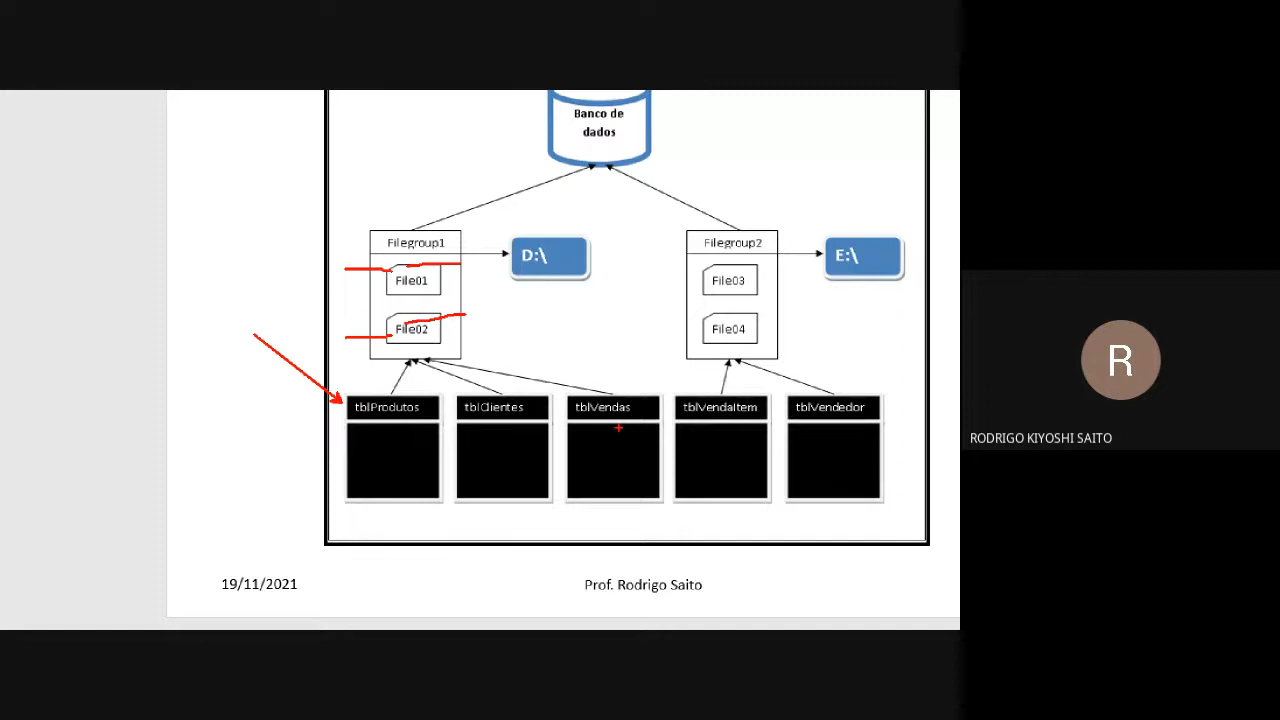 Banco de
dados
Filegroup1
D:\
File01
File02
Filegroup2
E:\
File03
File04
tblProdutos
tblClientes
tblVendas
tblVendaItem
tblVendedor
19/11/2021
Prof. Rodrigo Saito
R
RODRIGO KIYOSHI SAITO